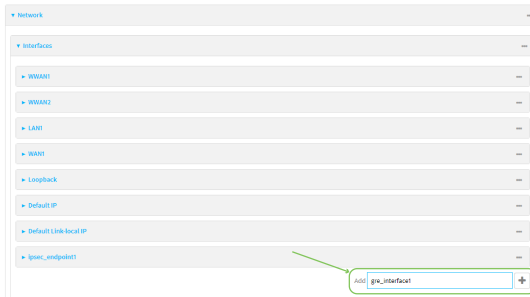 Network
Interfaces
WWAN1
WWAN2
LAN1
WAN1
Loopback
Default IP
Default Link-local IP
ipsec_endpoint1
Add gre_interface1